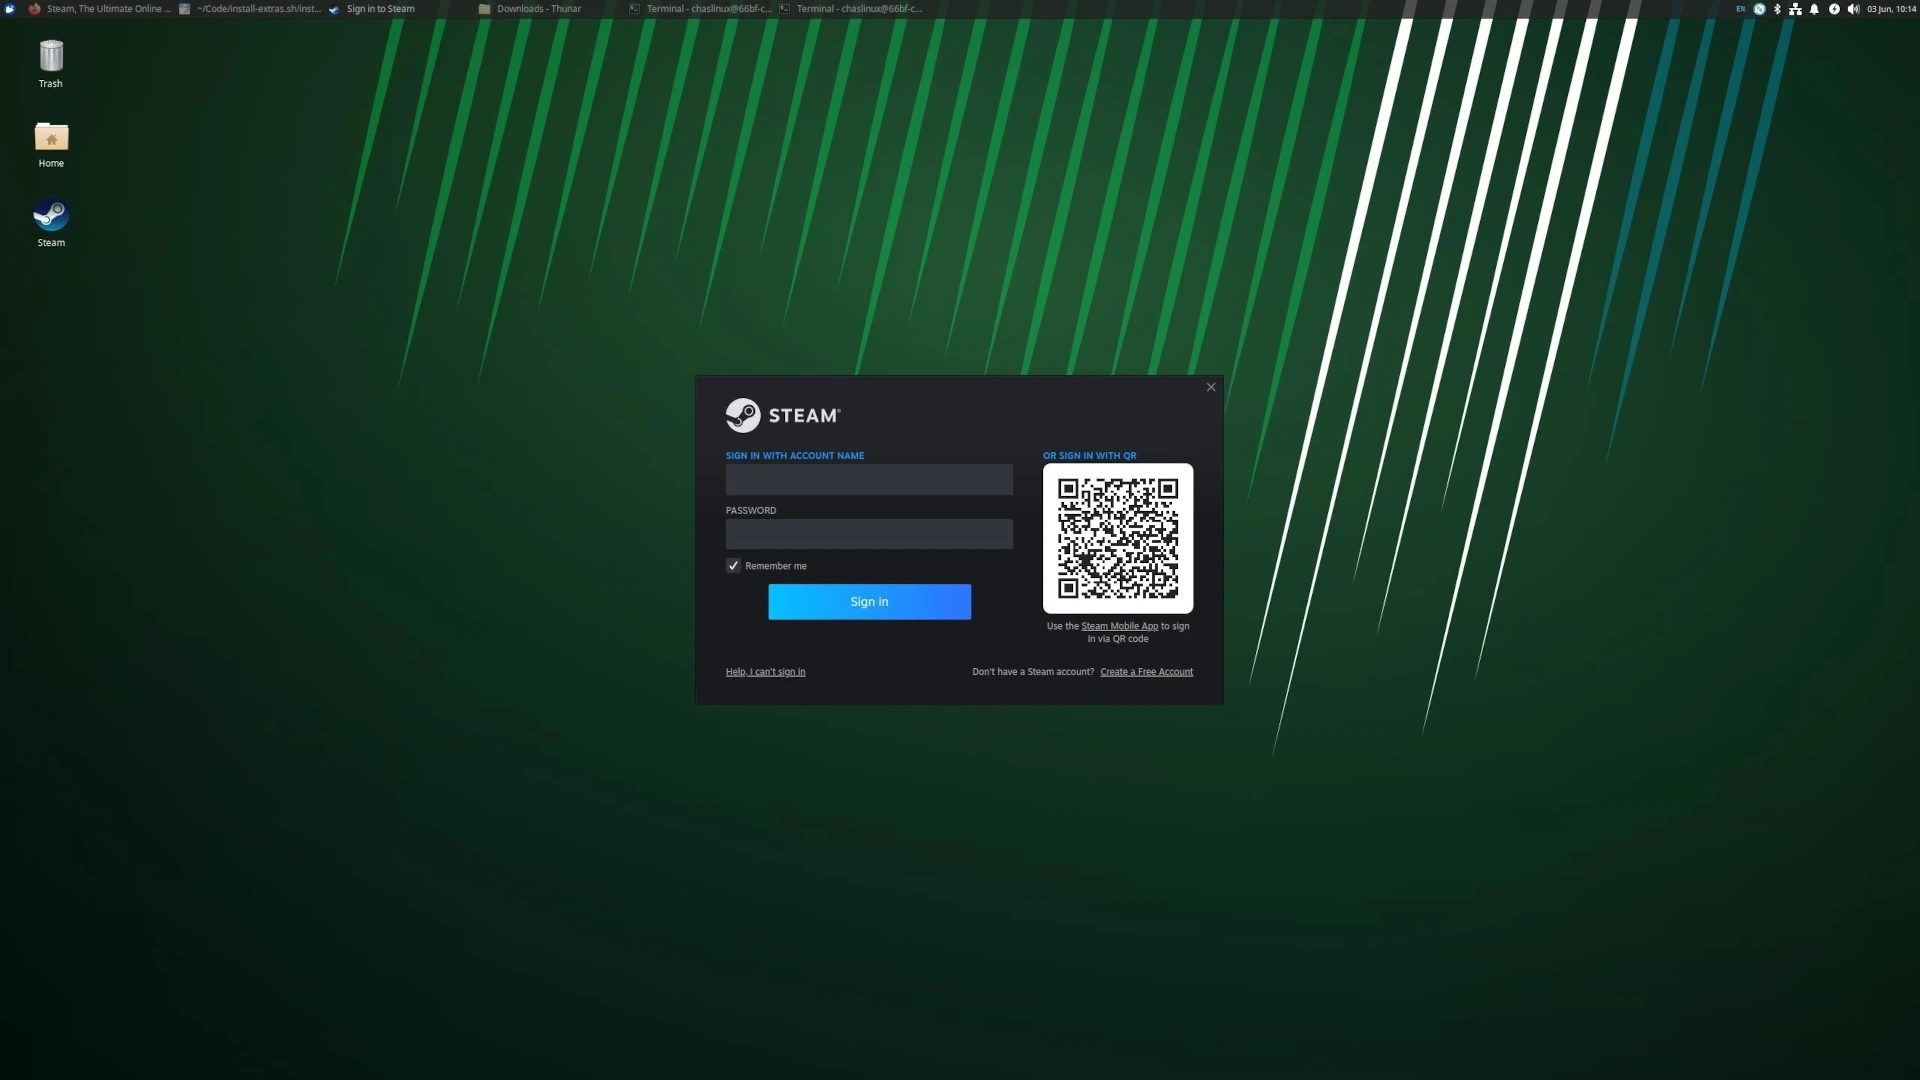 Steam, The Ultimate Online ...
~/Code/install-extras.sh/inst...
Sign in to Steam
Downloads - Thunar
Terminal - chaslinux@66bf-c...
Terminal - chaslinux@66bf-c...
EN
03 Jun, 10:14
Trash
Home
Steam
STEAM®
SIGN IN WITH ACCOUNT NAME
PASSWORD
Remember me
Sign in
OR SIGN IN WITH QR
Use the Steam Mobile App to sign
in via QR code
Help, I can't sign in
Don't have a Steam account? Create a Free Account